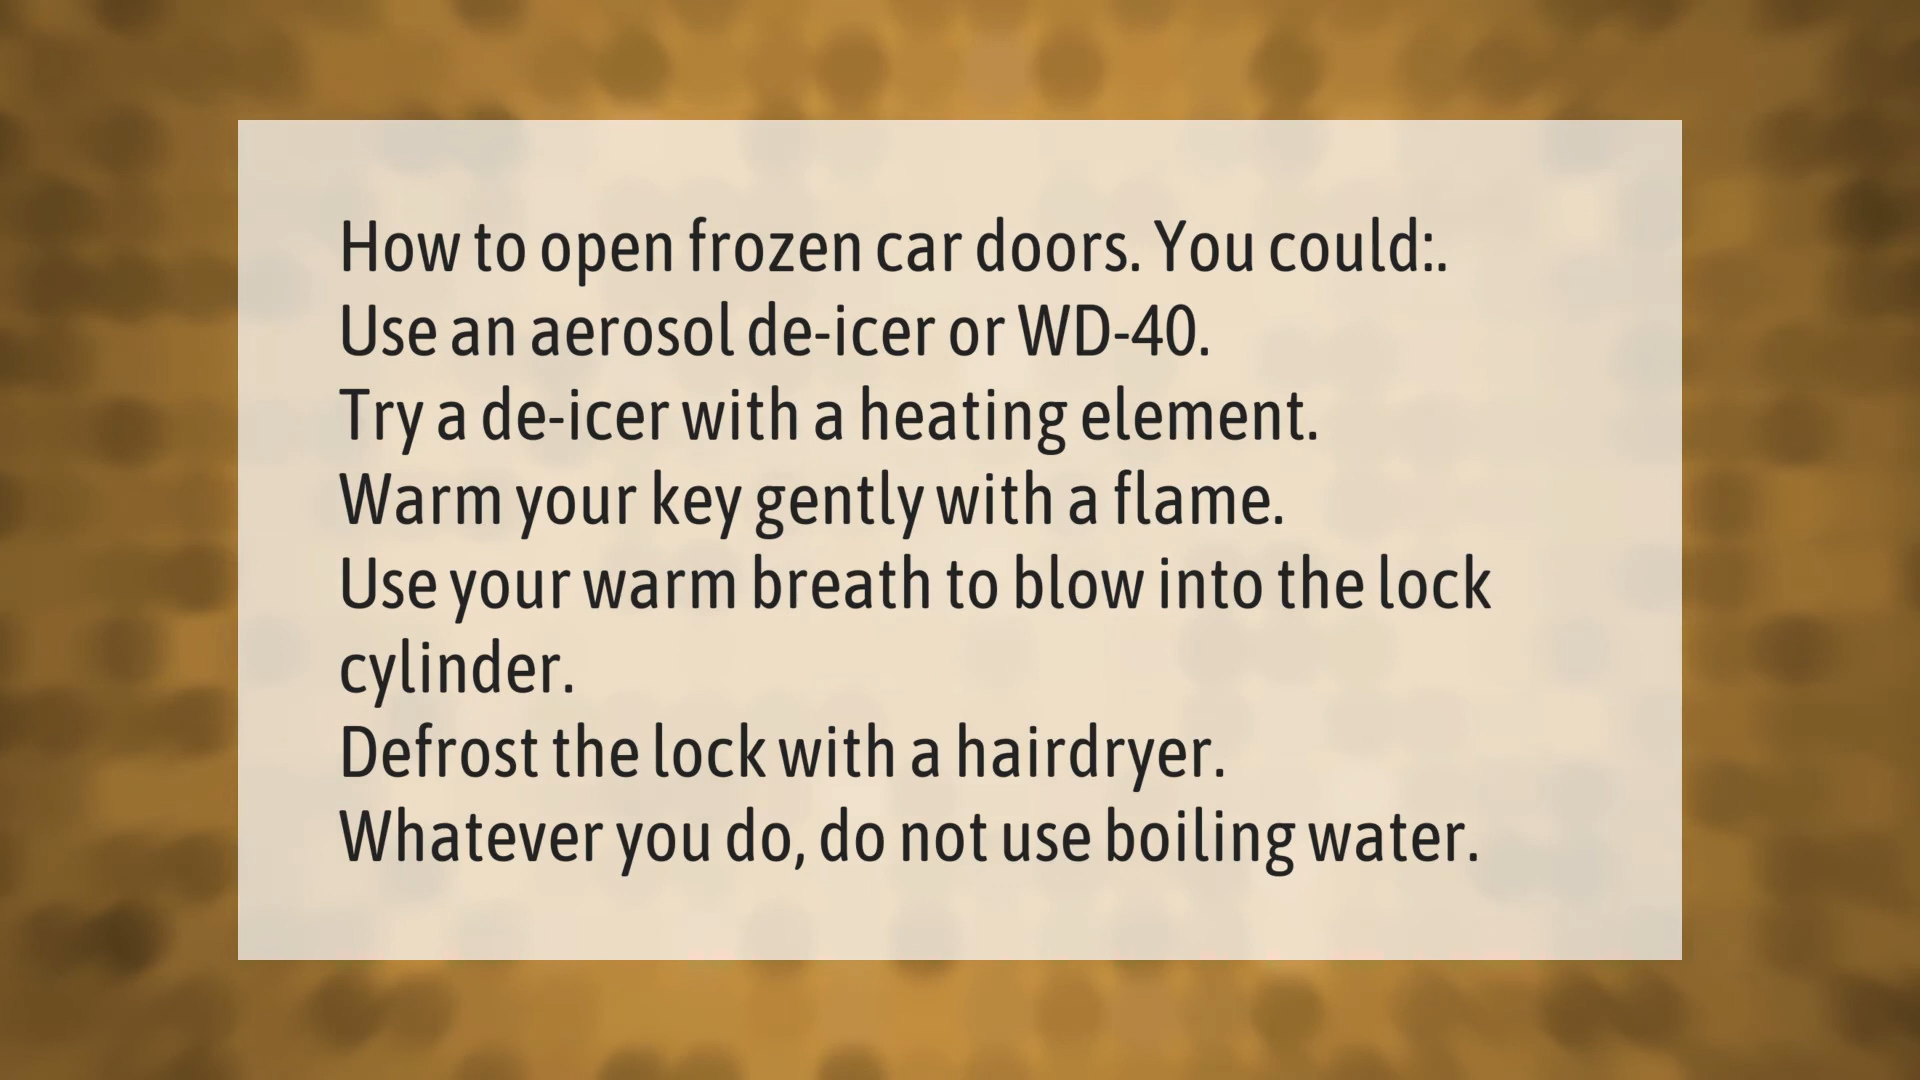 How to open frozen car doors. You could:.
Use an aerosol de-icer or WD-40.
Try a de-icer with a heating element.
Warm your key gently with a flame.
Use your warm breath to blow into the lock
cylinder.
Defrost the lock with a hairdryer.
Whatever you do, do not use boiling water.